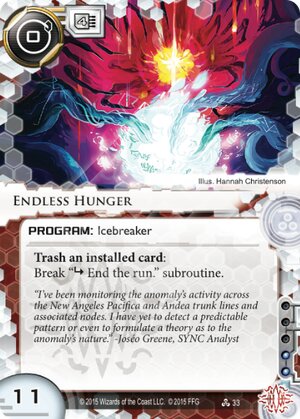 0
4
Illus. Hannah Christenson
ENDLESS HUNGER
PROGRAM: Icebreaker
Trash an installed card:
Break “↳ End the run.” subroutine.
“I've been monitoring the anomaly's activity across
the New Angeles Pacifica and Andea trunk lines and
associated nodes. I have yet to detect a predictable
pattern or even to formulate a theory as to the
anomaly's nature.” -Joseo Greene, SYNC Analyst
11
© 2015 Wizards of the Coast LLC. © 2015 FFG
33